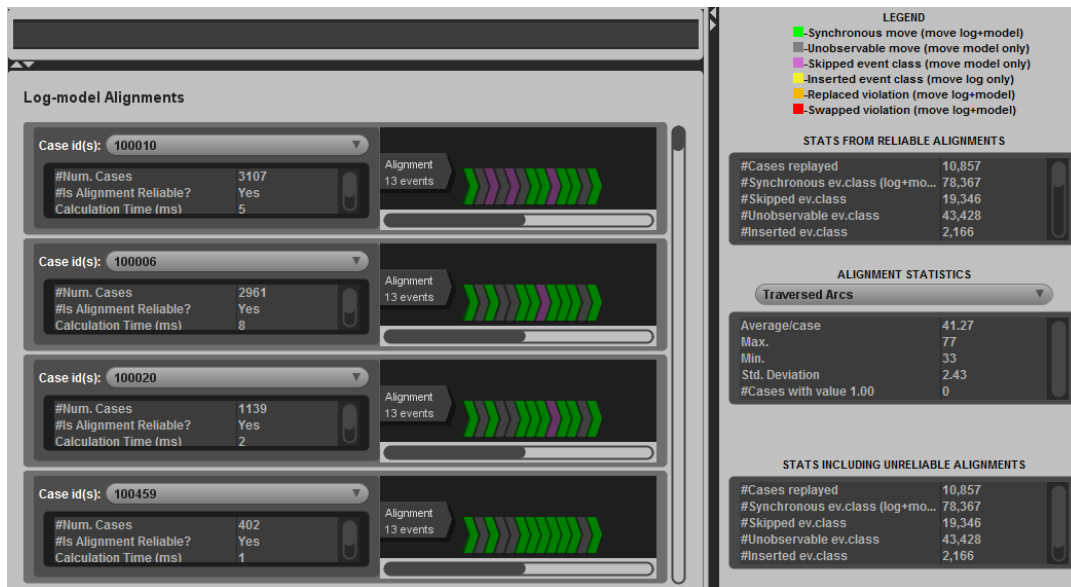 Log-model Alignments
Case id(s): 100010
#Num. Cases 3107
#Is Alignment Reliable? Yes
Calculation Time (ms) 5
Alignment
13 events
Case id(s): 100006
#Num. Cases 2961
#Is Alignment Reliable? Yes
Calculation Time (ms) 8
Alignment
13 events
Case id(s): 100020
#Num. Cases 1139
#Is Alignment Reliable? Yes
Calculation Time (ms) 2
Alignment
13 events
Case id(s): 100459
#Num. Cases 402
#Is Alignment Reliable? Yes
Calculation Time (ms) 1
Alignment
13 events
LEGEND
-Synchronous move (move log+model)
-Unobservable move (move model only)
-Skipped event class (move model only)
-Inserted event class (move log only)
-Replaced violation (move log+model)
-Swapped violation (move log+model)
STATS FROM RELIABLE ALIGNMENTS
#Cases replayed 10,857
#Synchronous ev.class (log+mo... 78,367
#Skipped ev.class 19,346
#Unobservable ev.class 43,428
#Inserted ev.class 2,166
ALIGNMENT STATISTICS
Traversed Arcs
Average/case 41.27
Max. 77
Min. 33
Std. Deviation 2.43
#Cases with value 1.00 0
STATS INCLUDING UNRELIABLE ALIGNMENTS
#Cases replayed 10,857
#Synchronous ev.class (log+mo... 78,367
#Skipped ev.class 19,346
#Unobservable ev.class 43,428
#Inserted ev.class 2,166